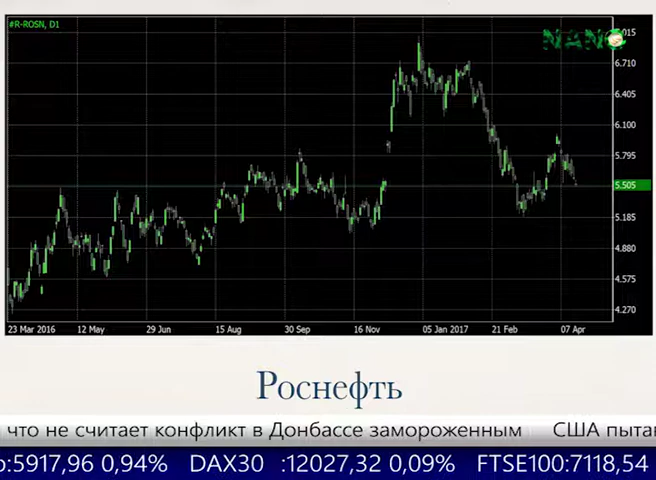 #R-ROSN, D1
NANO
7.015
6.710
6.405
6.100
5.795
5.505
5.185
4.880
4.575
4.270
23 Mar 2016 12 May 29 Jun 15 Aug 30 Sep 16 Nov 05 Jan 2017 21 Feb 07 Apr
Роснефть
что не считает конфликт в Донбассе замороженным США пыта
:5917,96 0,94% DAX30 :12027,32 0,09% FTSE100:7118,54